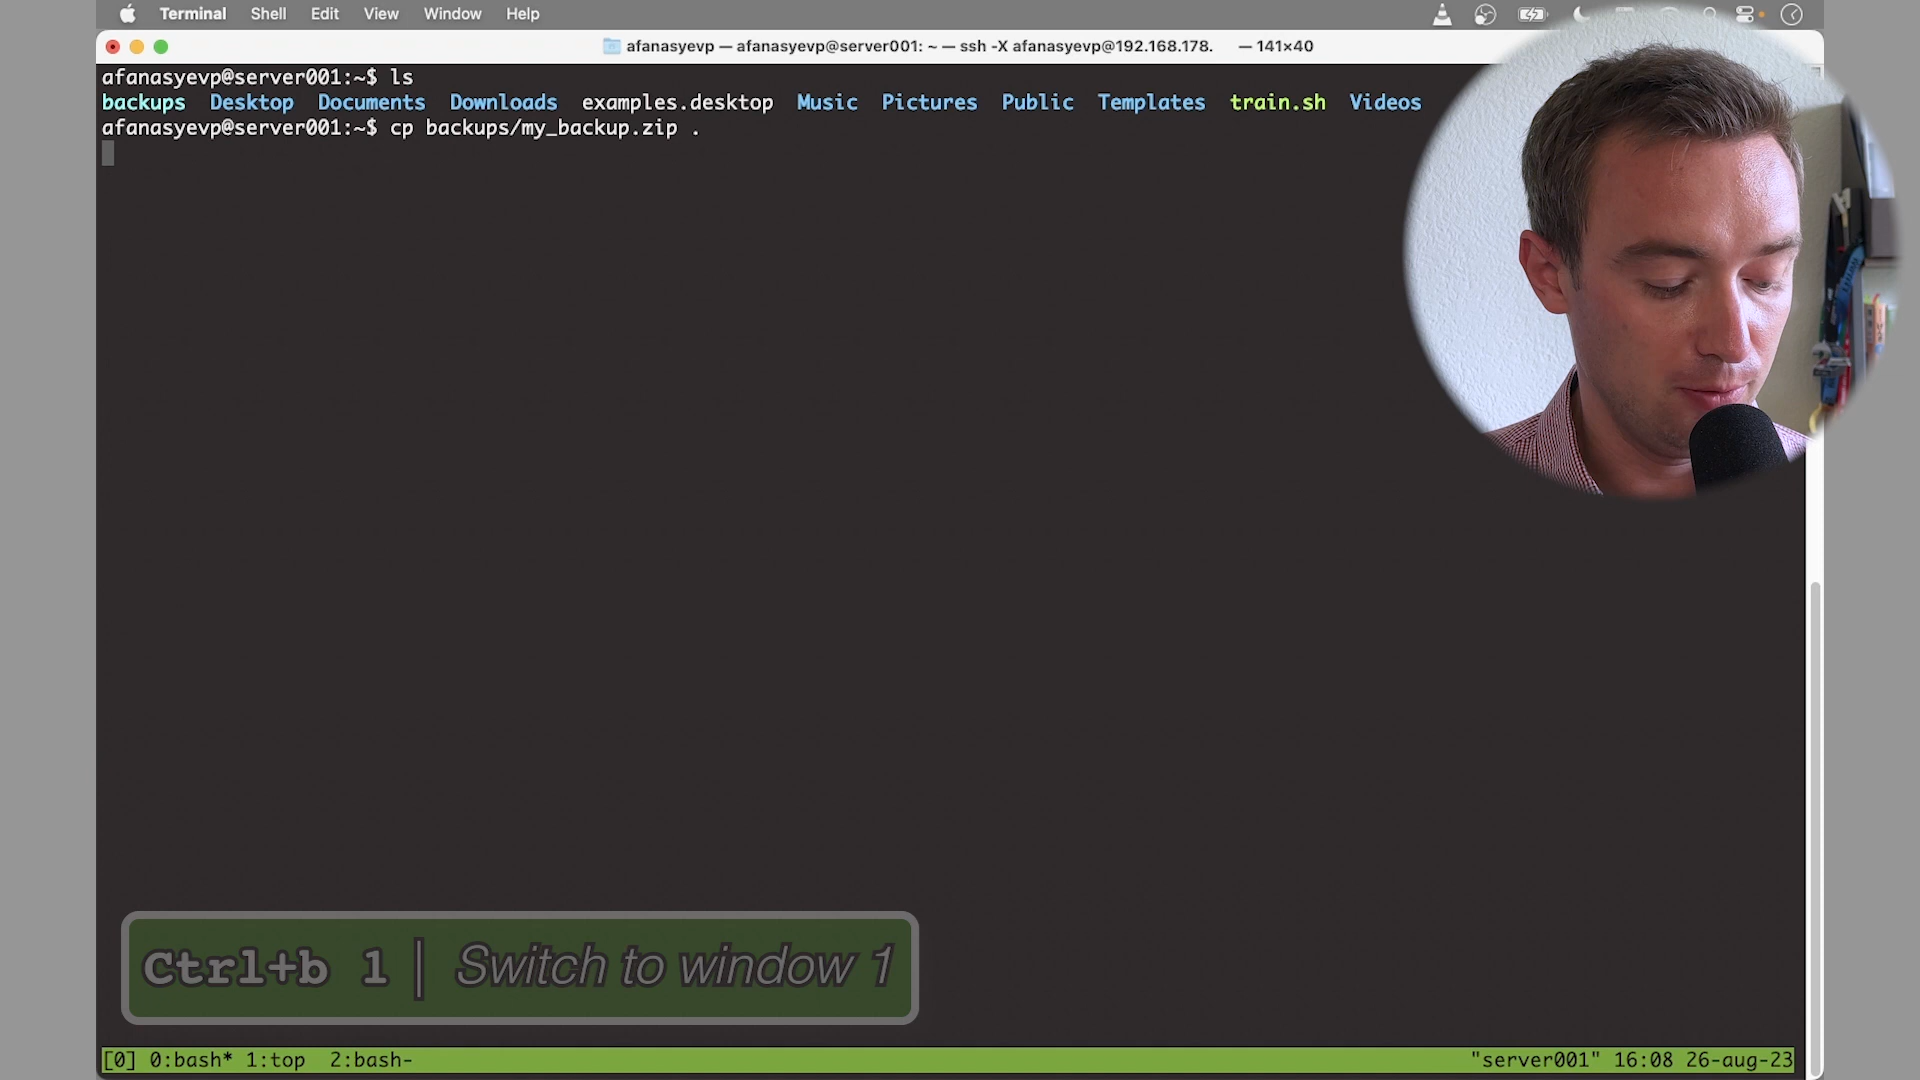 Terminal Shell Edit View Window Help
afanasyevp — afanasyevp@server001: ~ — ssh -X afanasyevp@192.168.178. — 141×40
afanasyevp@server001:~$ ls
backups Desktop Documents Downloads examples.desktop Music Pictures Public Templates train.sh Videos
afanasyevp@server001:~$ cp backups/my_backup.zip .
Ctrl+b 1 | Switch to window 1
[0] 0:bash* 1:top 2:bash- "server001" 16:08 26-aug-23